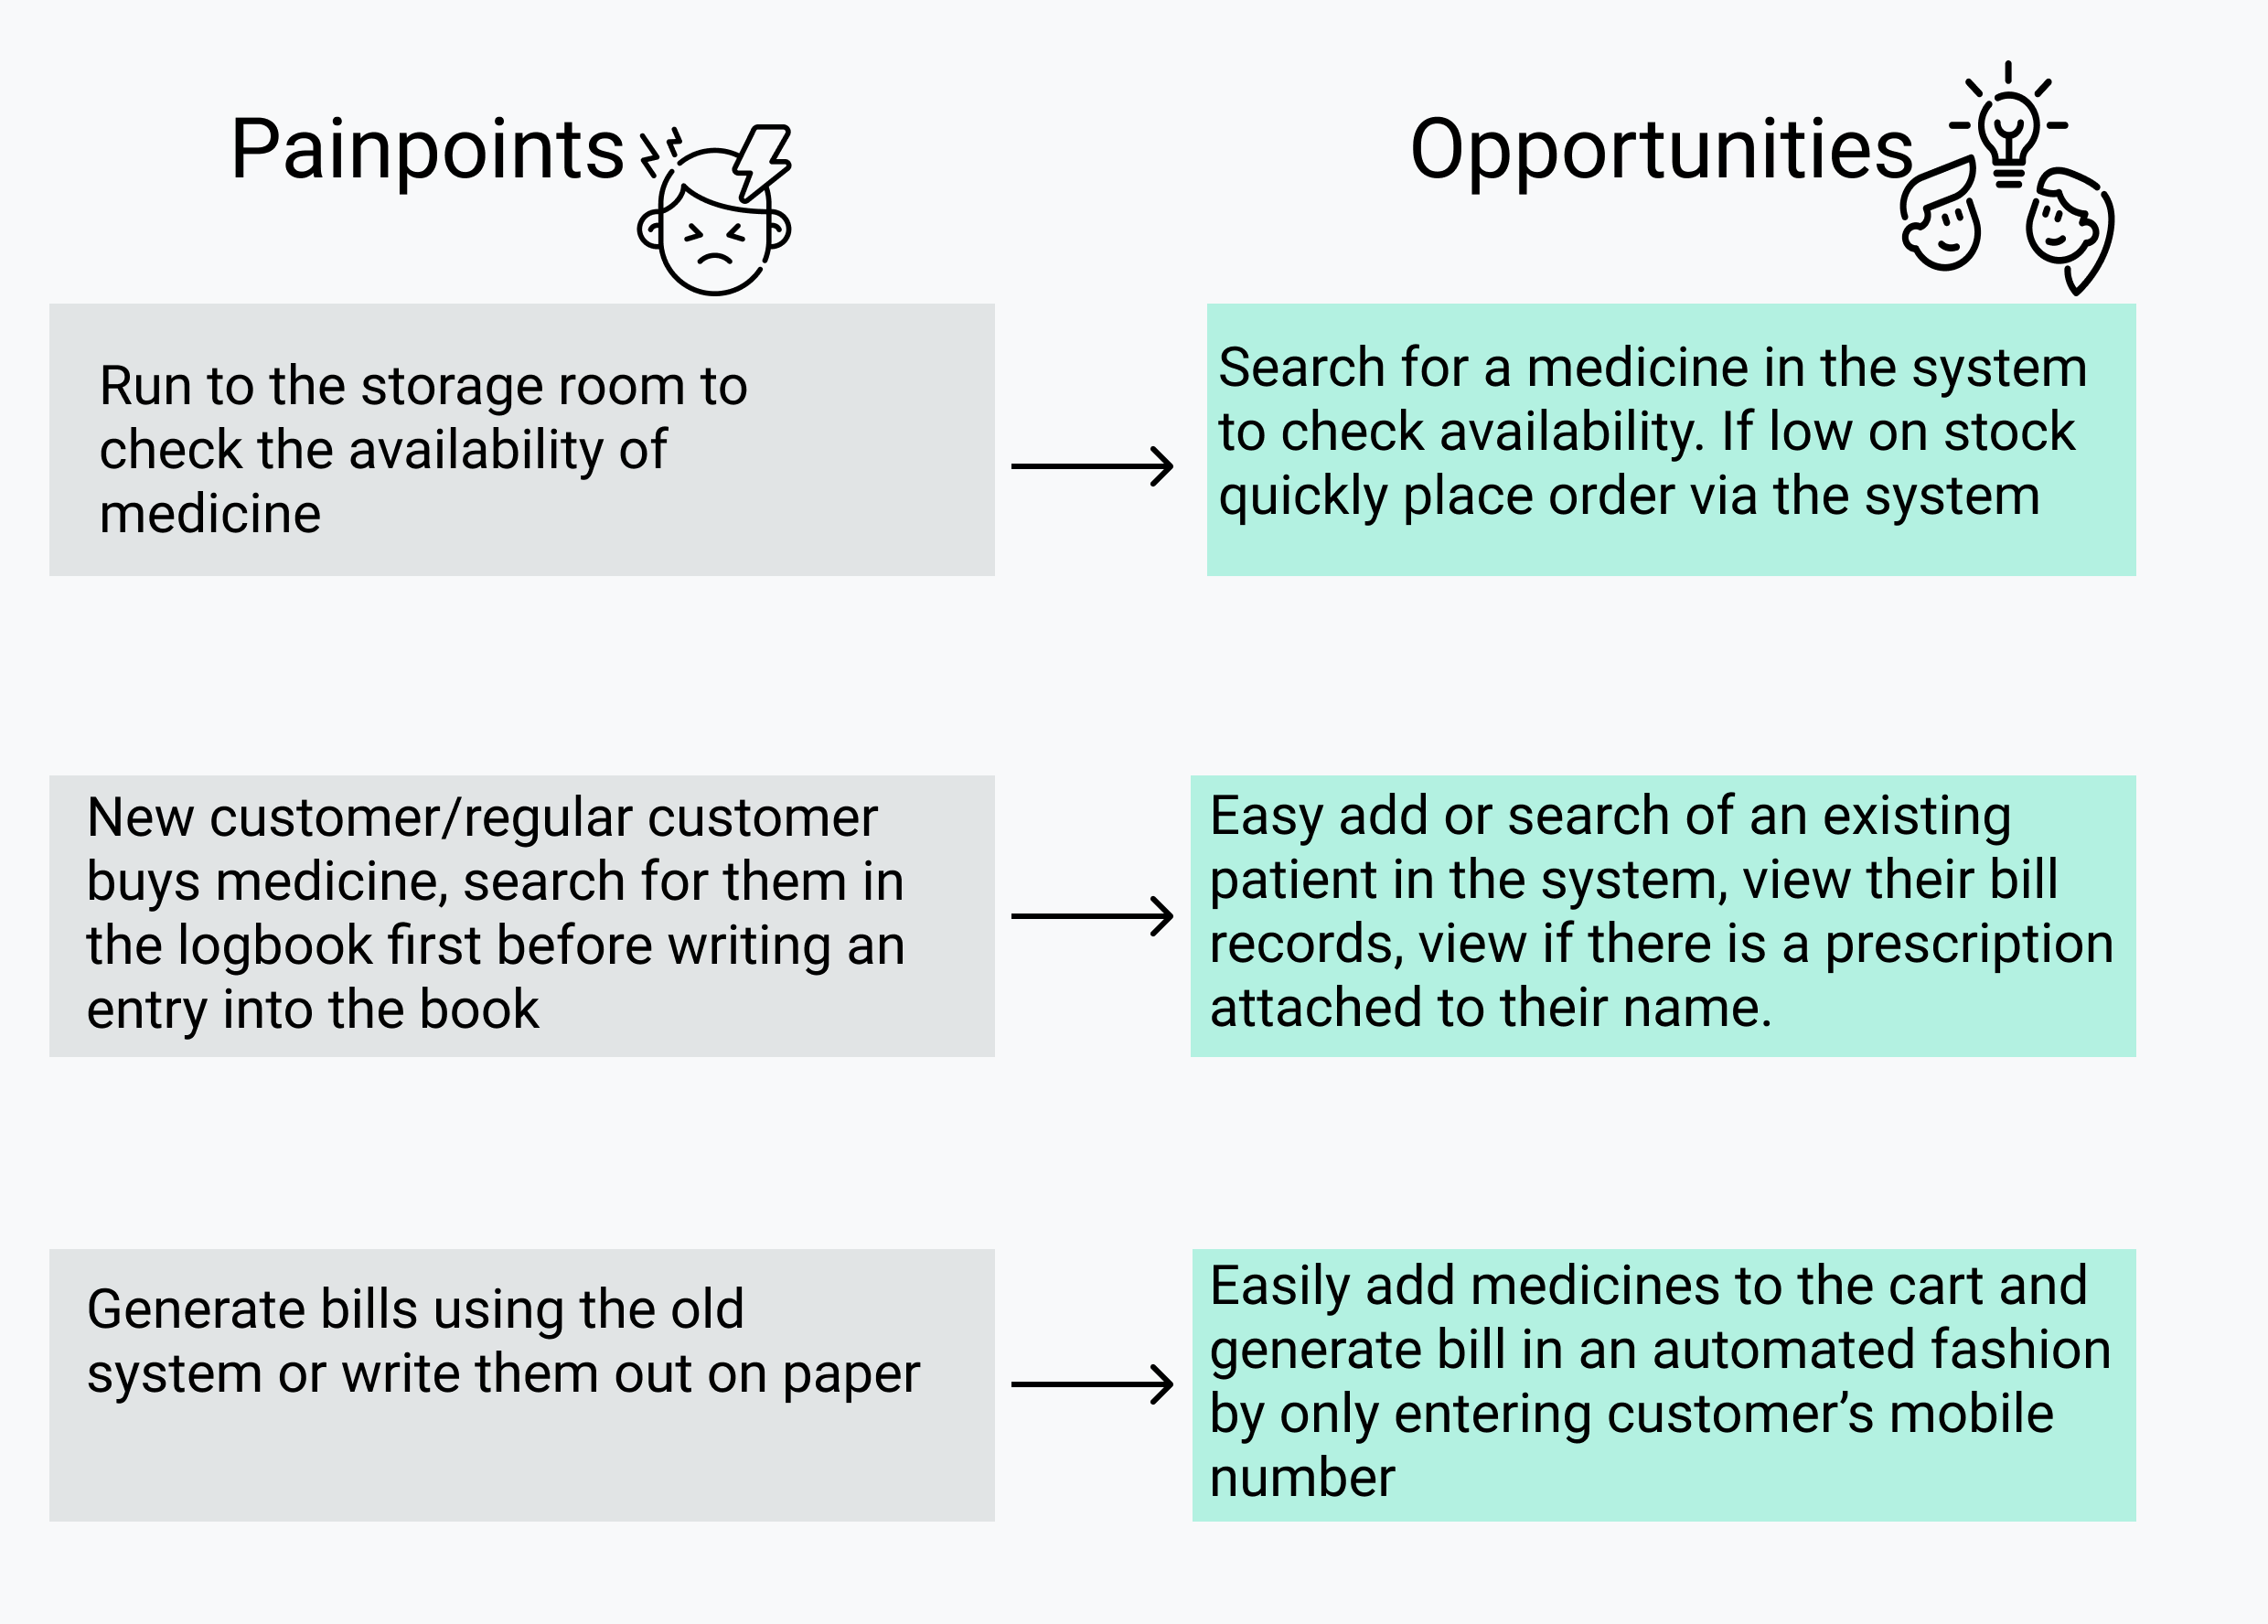 Painpoints
Opportunities
Run to the storage room to
check the availability of
medicine
Search for a medicine in the system
to check availability. If low on stock
quickly place order via the system
New customer/regular customer
buys medicine, search for them in
the logbook first before writing an
entry into the book
Easy add or search of an existing
patient in the system, view their bill
records, view if there is a prescription
attached to their name.
Generate bills using the old
system or write them out on paper
Easily add medicines to the cart and
generate bill in an automated fashion
by only entering customer’s mobile
number